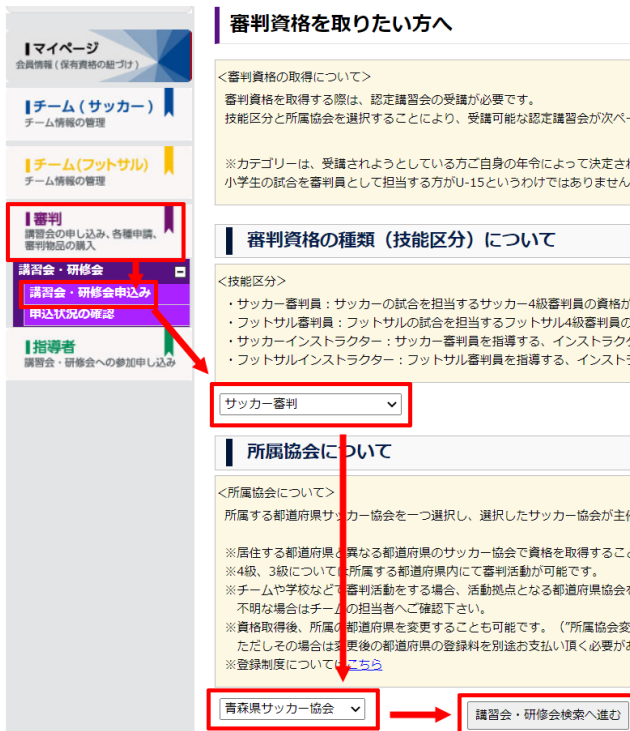 マイページ
会員情報(保有資格の紐づけ)
チーム(サッカー)
チーム情報の管理
チーム(フットサル)
チーム情報の管理
審判
講習会の申し込み、各種申請、
審判物品の購入
講習会・研修会
講習会・研修会申込み
申込状況の確認
指導者
講習会・研修会への参加申し込み
審判資格を取りたい方へ
<審判資格の取得について>
審判資格を取得する際は、認定講習会の受講が必要です。
技能区分と所属協会を選択することにより、受講可能な認定講習会が次ペー
※カテゴリーは、受講されようとしている方ご自身の年令によって決定され
小学生の試合を審判員として担当する方がU-15というわけではありません
審判資格の種類(技能区分)について
<技能区分>
・サッカー審判員:サッカーの試合を担当するサッカー4級審判員の資格が
・フットサル審判員:フットサルの試合を担当するフットサル4級審判員の
・サッカーインストラクター:サッカー審判員を指導する、インストラク
・フットサルインストラクター:フットサル審判員を指導する、インスト
サッカー審判
所属協会について
<所属協会について>
所属する都道府県サッカー協会を一つ選択し、選択したサッカー協会が主
※居住する都道府県と異なる都道府県のサッカー協会で資格を取得するこ
※4級、3級については所属する都道府県内にて審判活動が可能です。
※チームや学校などで審判活動をする場合、活動拠点となる都道府県協会
不明な場合はチームの担当者へご確認下さい。
※資格取得後、所属の都道府県を変更することも可能です。("所属協会変
ただしその場合は変更後の都道府県の登録料を別途お支払い頂く必要が
※登録制度についてはこちら
青森県サッカー協会
講習会・研修会検索へ進む